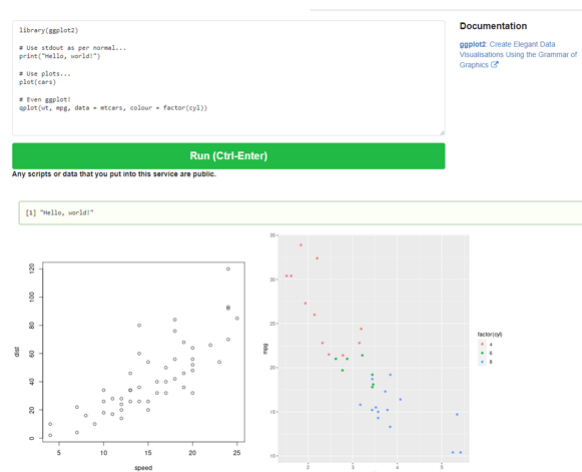 library(ggplot2)
# Use stdout as per normal...
print("Hello, world!")
# Use plots...
plot(cars)
# Even ggplot!
qplot(wt, mpg, data = mtcars, colour = factor(cyl))
Documentation
ggplot2: Create Elegant Data
Visualisations Using the Grammar of
Graphics
Run (Ctrl-Enter)
Any scripts or data that you put into this service are public.
[1] "Hello, world!"
dist
0 20 40 60 80 100 120
5 10 15 20 25
speed
mpg
35
30
25
20
15
10
2 3 4 5
factor(cyl)
4
6
8